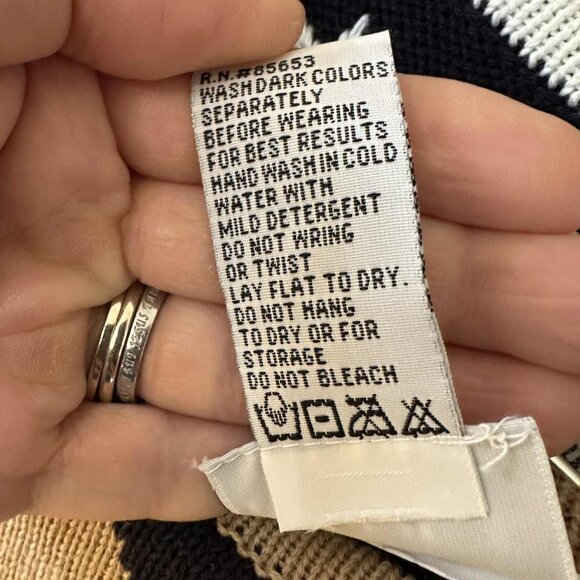 R.N.#85653
WASH DARK COLORS
SEPARATELY
BEFORE WEARING
FOR BEST RESULTS
HAND WASH IN COLD
WATER WITH
MILD DETERGENT
DO NOT WRING
OR TWIST
LAY FLAT TO DRY.
DO NOT HANG
TO DRY OR FOR
STORAGE
DO NOT BLEACH